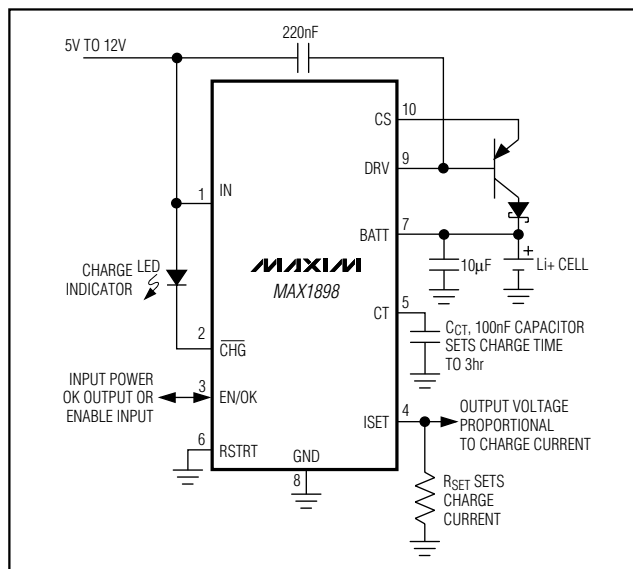 220nF
5V TO 12V
10
CS
9
DRV
1
IN
7
BATT
MAXIM
MAX1898
10µF
+
Li+ CELL
CHARGE LED
INDICATOR
5
CT
CCT, 100nF CAPACITOR
SETS CHARGE TIME
TO 3hr
2
CHG
INPUT POWER
OK OUTPUT OR
ENABLE INPUT
3
EN/OK
4
ISET
OUTPUT VOLTAGE
PROPORTIONAL
TO CHARGE CURRENT
6
RSTRT
GND
8
RSET SETS
CHARGE
CURRENT